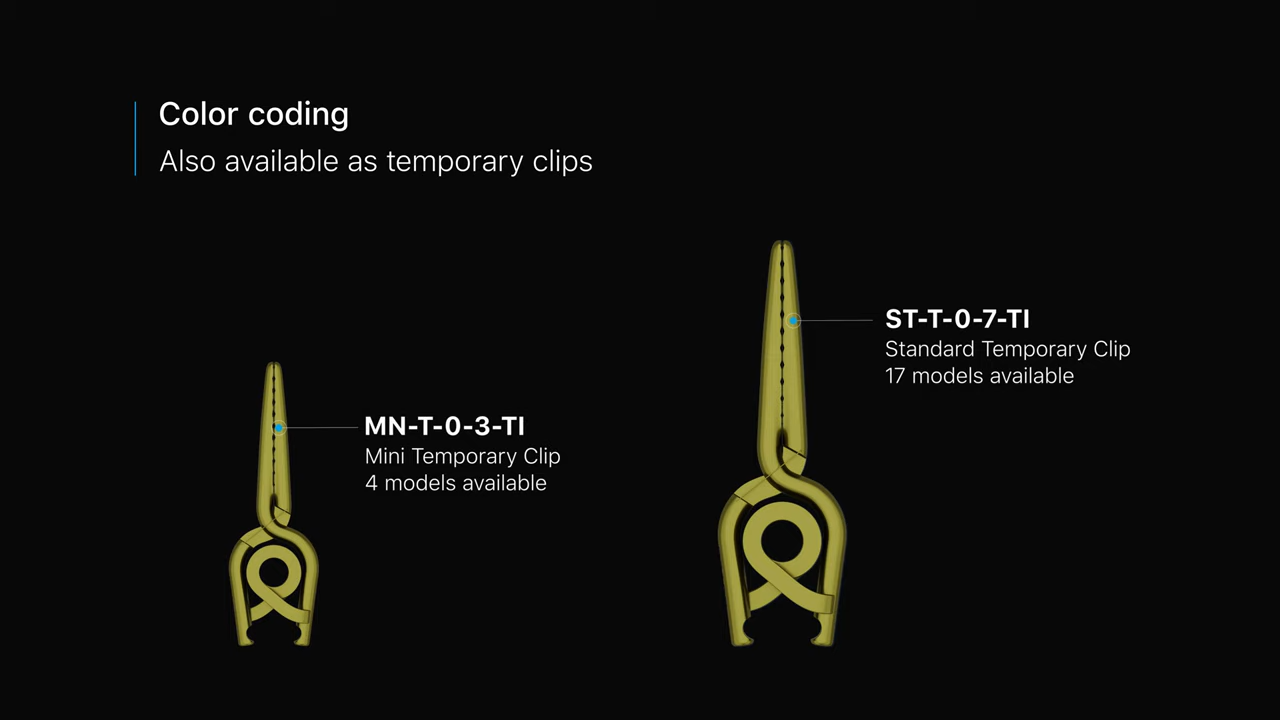 Color coding
Also available as temporary clips
ST-T-0-7-TI
Standard Temporary Clip
17 models available
MN-T-0-3-TI
Mini Temporary Clip
4 models available